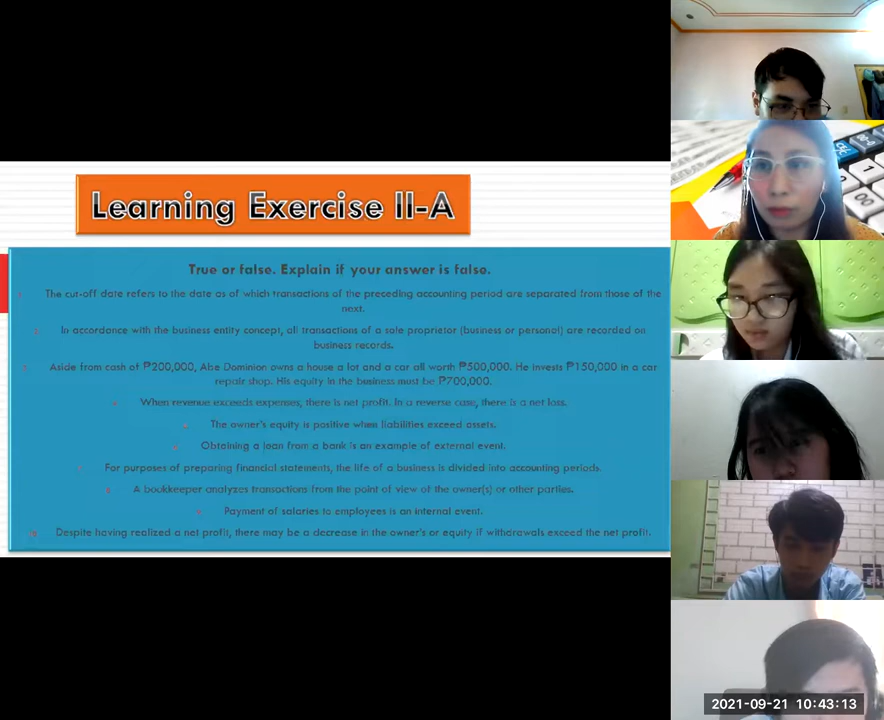 Learning Exercise II-A
True or false. Explain if your answer is false.
The cut-off date refers to the date as of which transactions of the preceding accounting period are separated from those of the
next.
In accordance with the business entity concept, all transactions of a sole proprietor (business or personal) are recorded on
business records.
Aside from cash of ₱200,000, Abe Dominion owns a house a lot and a car all worth ₱500,000. He invests ₱150,000 in a car
repair shop. His equity in the business must be ₱700,000.
When revenue exceeds expenses, there is net profit. In a reverse case, there is a net loss.
The owner's equity is positive when liabilities exceed assets.
Obtaining a loan from a bank is an example of external event.
For purposes of preparing financial statements, the life of a business is divided into accounting periods.
A bookkeeper analyzes transactions from the point of view of the owner(s) or other parties.
Payment of salaries to employees is an internal event.
Despite having realized a net profit, there may be a decrease in the owner's or equity if withdrawals exceed the net profit.
2021-09-21 10:43:13